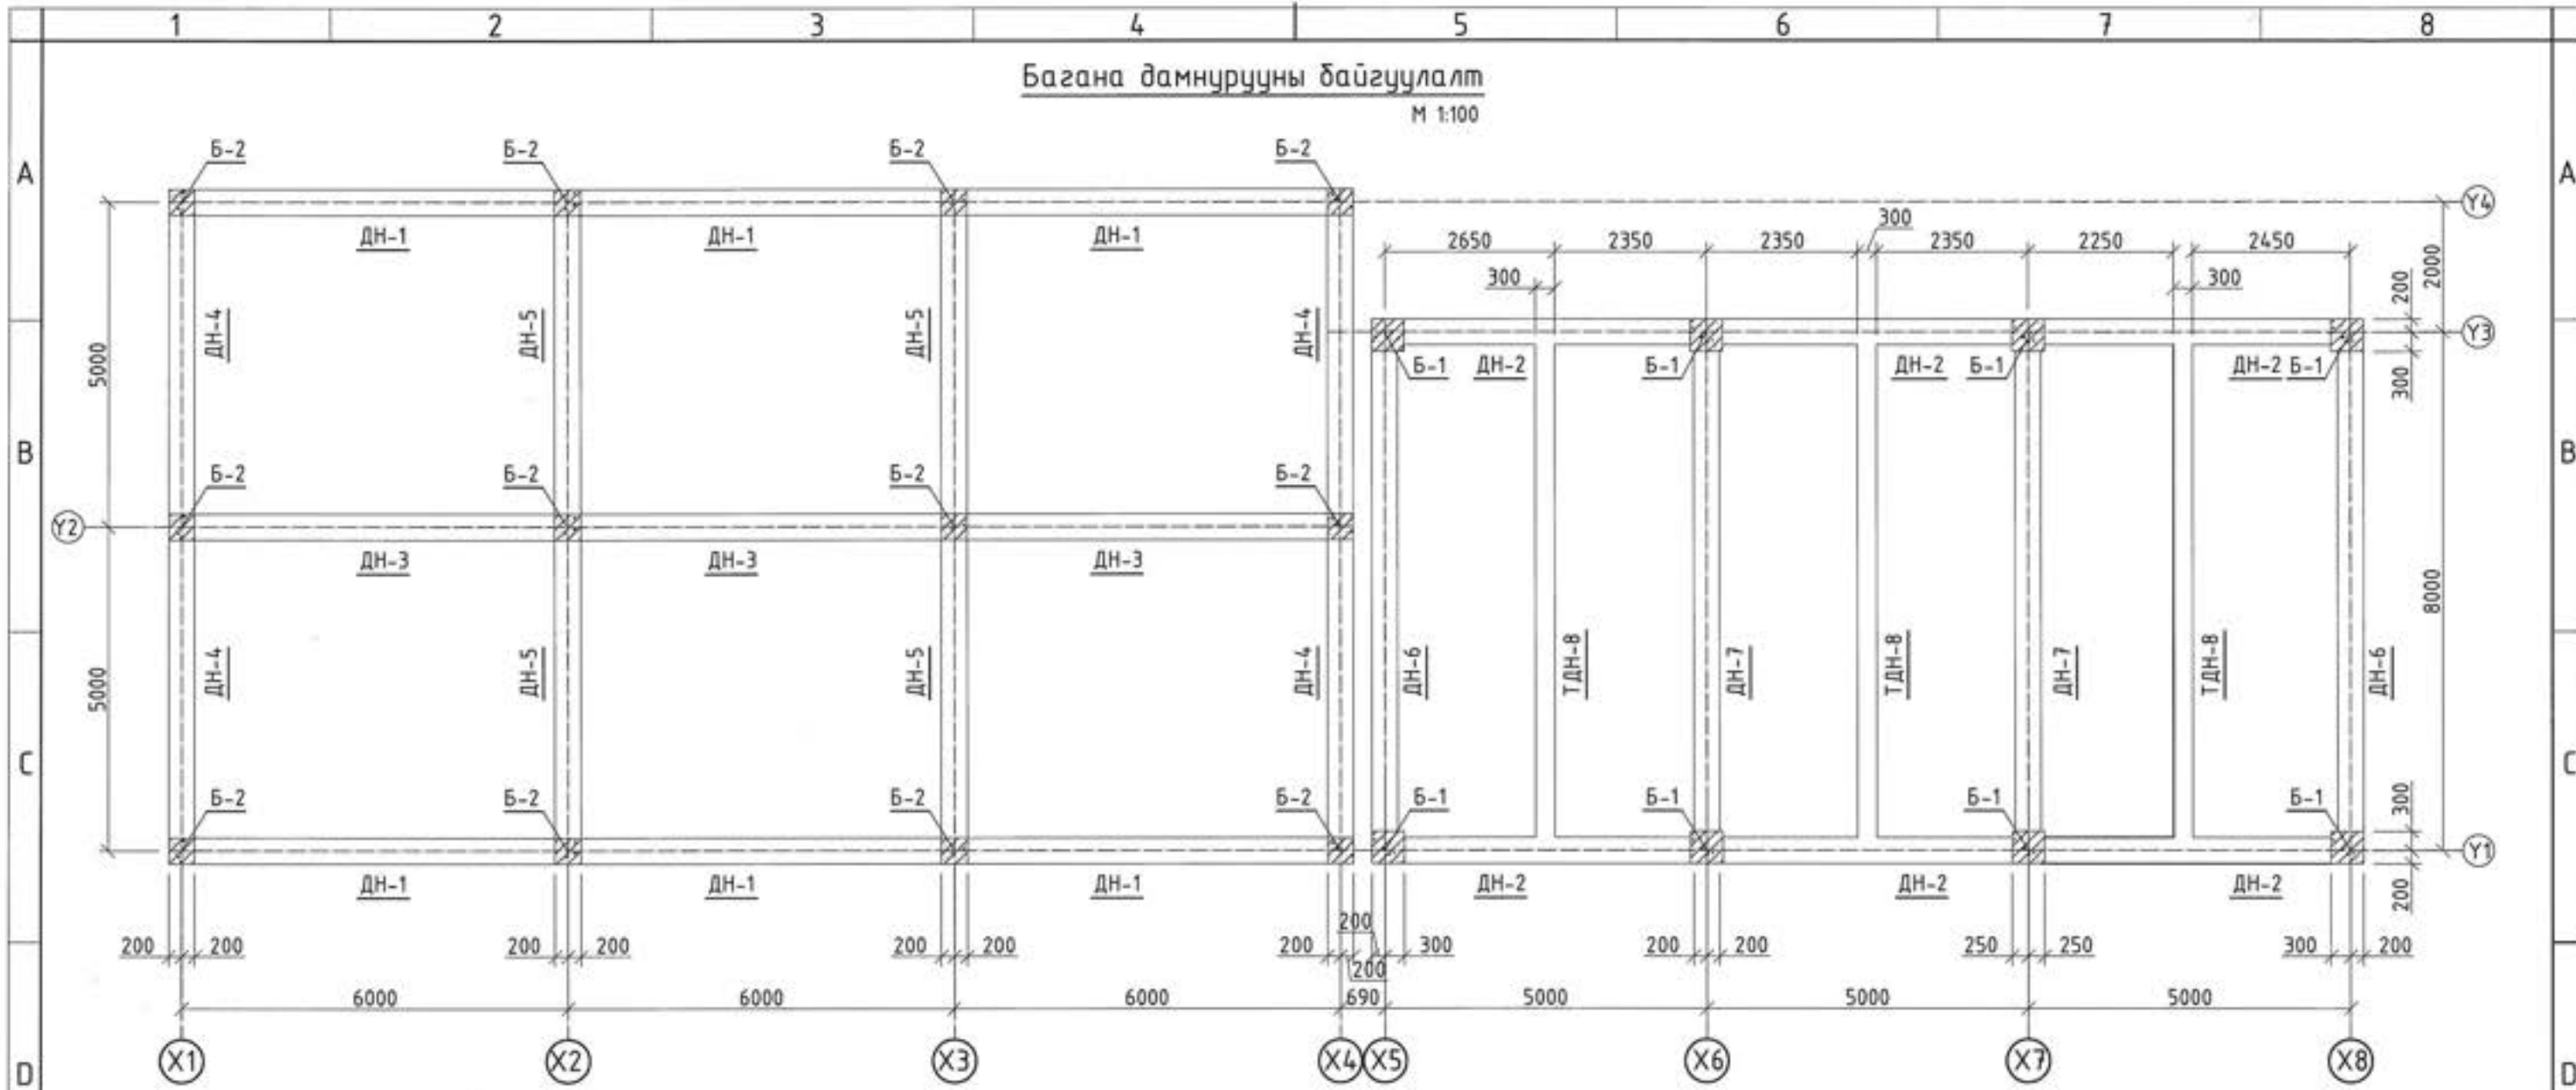 1 2 3 4 5 6 7 8
Багана дамнурууны байгуулалт
М 1:100
Б-2 Б-2 Б-2 Б-2
A A
Y4
ДН-1 ДН-1 ДН-1
300
2650 2350 2350 2350 2250 2450
300 300
200 2000
ДН-4 ДН-5 ДН-5 ДН-4
Y3
5000
Б-1 ДН-2 Б-1 ДН-2 Б-1 ДН-2 Б-1
300
B B
Б-2 Б-2 Б-2 Б-2
Y2
ДН-3 ДН-3 ДН-3
8000
5000
ДН-4 ДН-5 ДН-5 ДН-4 ДН-6 ТДН-8 ДН-7 ТДН-8 ДН-7 ТДН-8 ДН-6
C C
Б-2 Б-2 Б-2 Б-2 Б-1 Б-1 Б-1 Б-1
300
Y1
ДН-1 ДН-1 ДН-1 ДН-2 ДН-2 ДН-2
200
200
200 200 200 200 200 200 200 300 200 200 250 250 300 200
200
6000 6000 6000 690 5000 5000 5000
X1 X2 X3 X4 X5 X6 X7 X8
D D